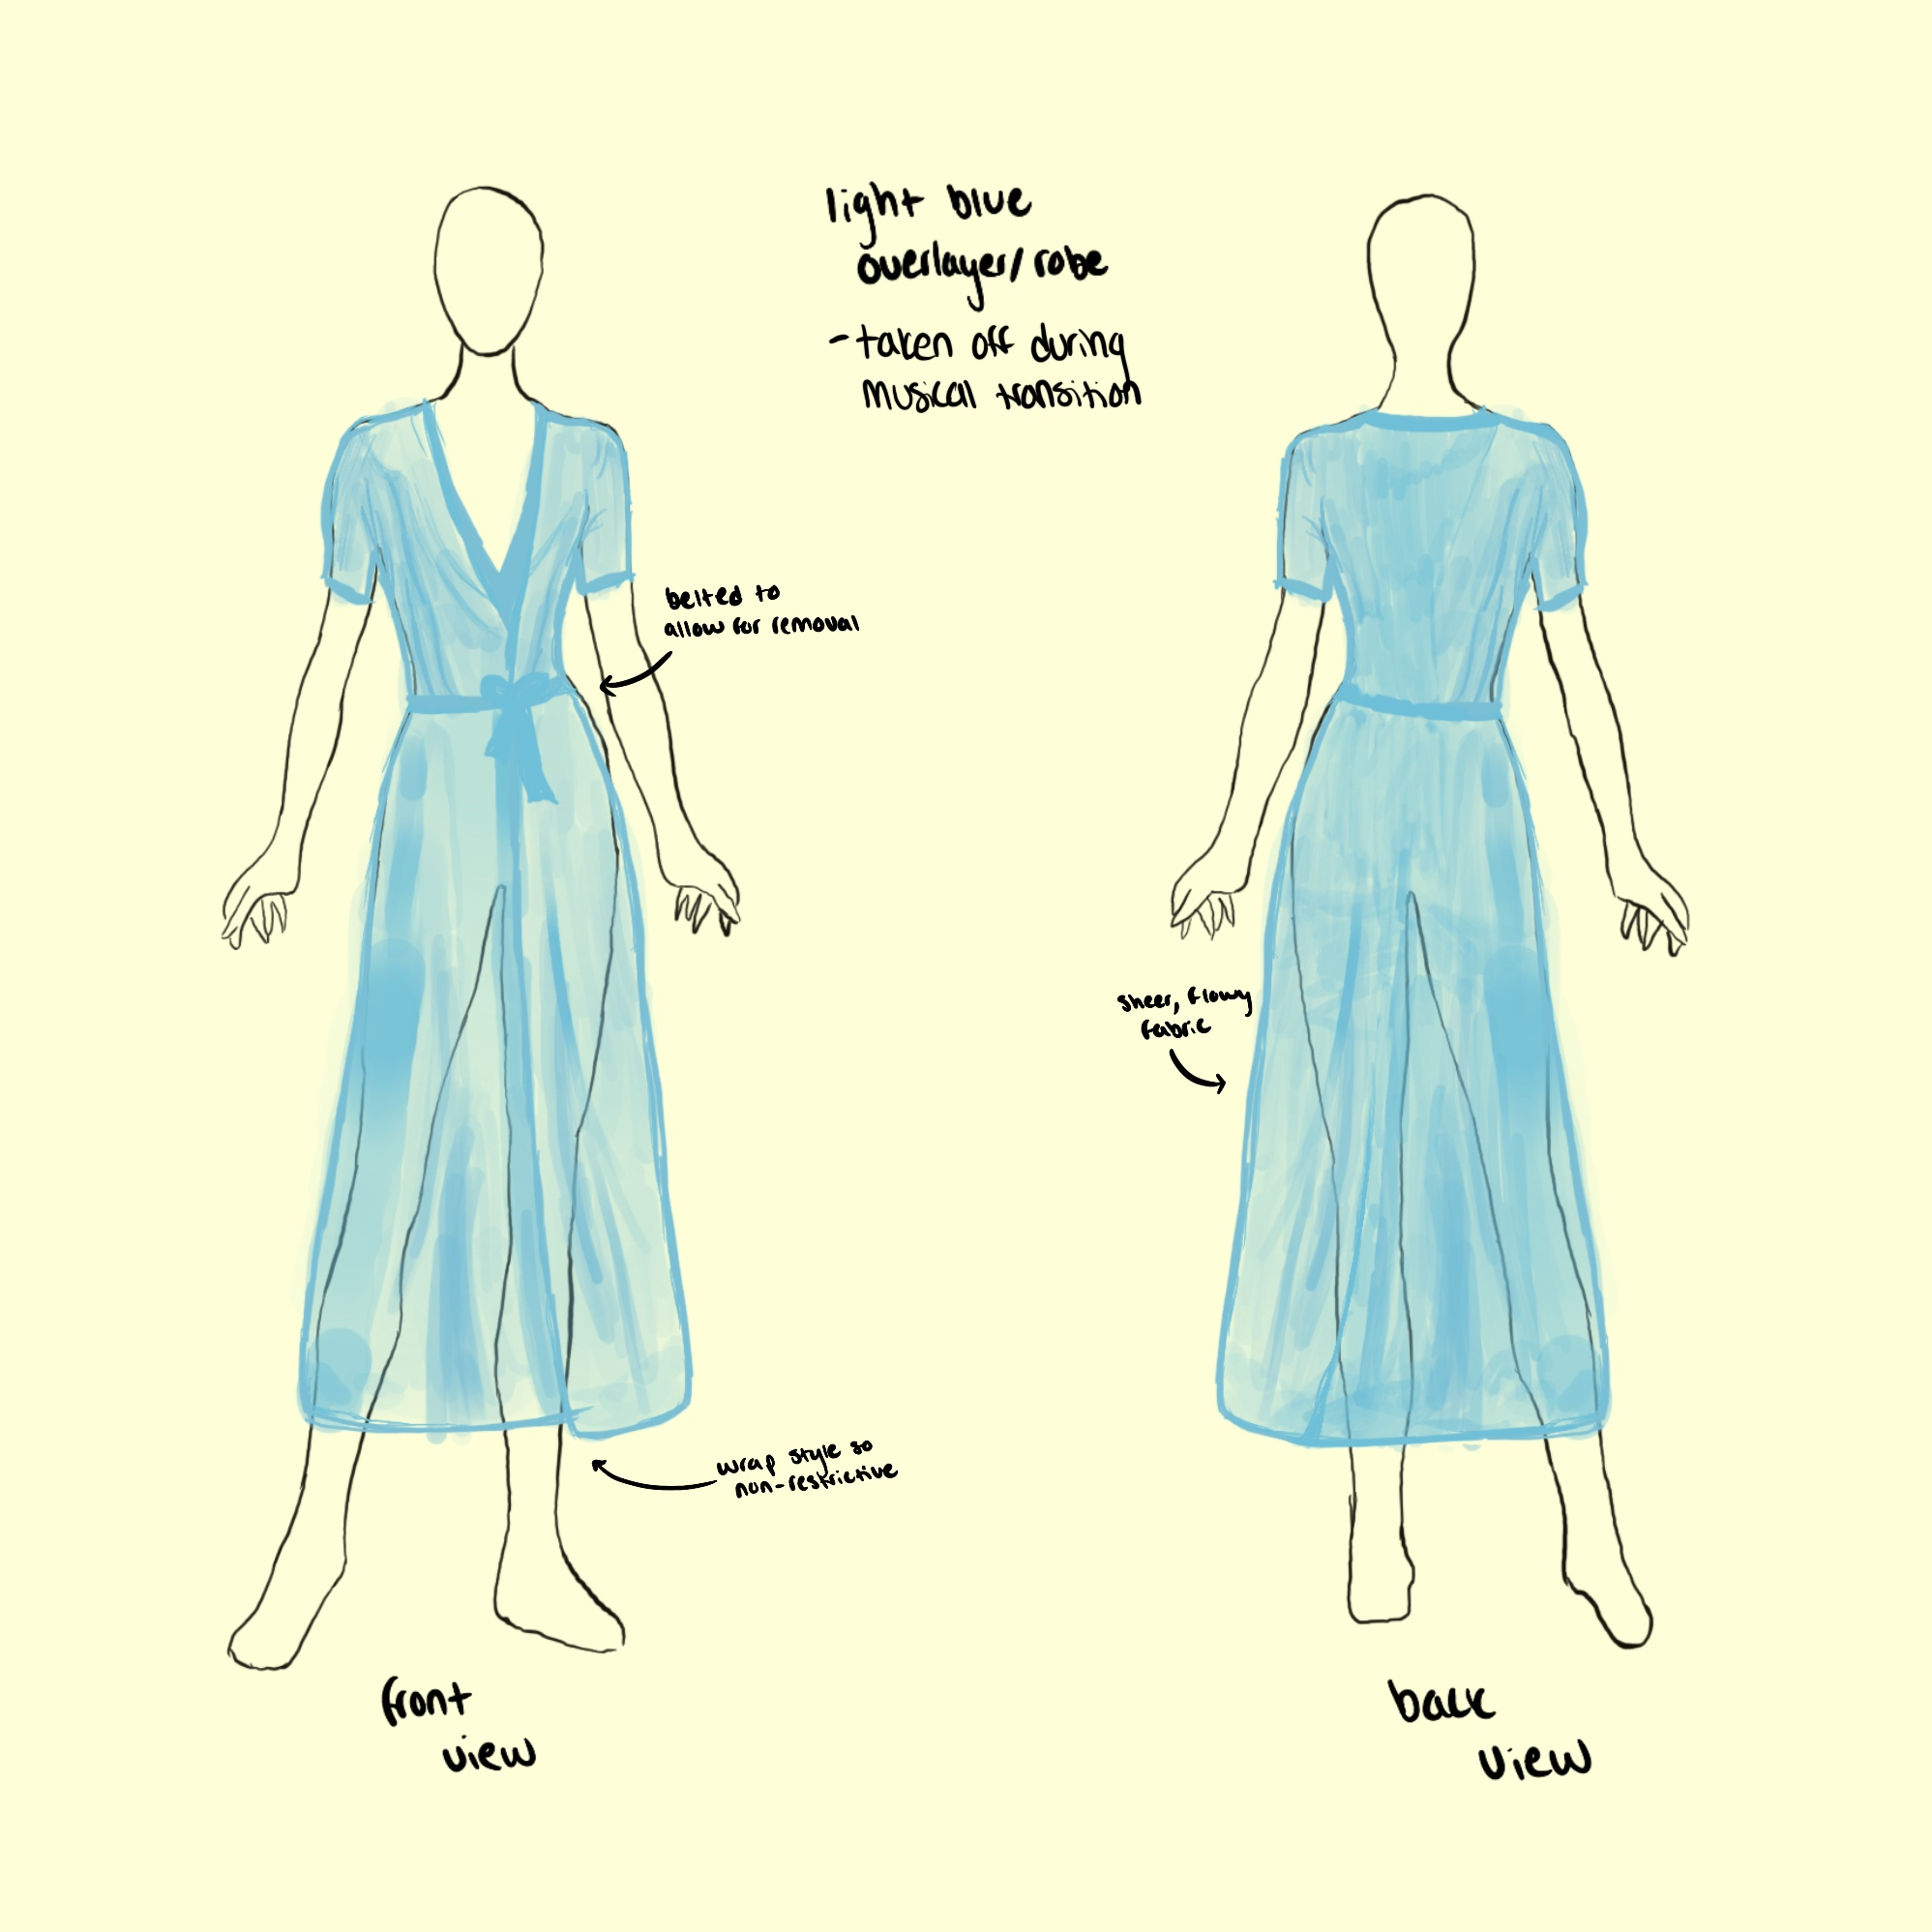 light blue
overlayer/robe
-taken off during
musical transition
belted to
allow for removal
sheer, flowy
fabric
wrap style so
non-restrictive
front
view
back
view